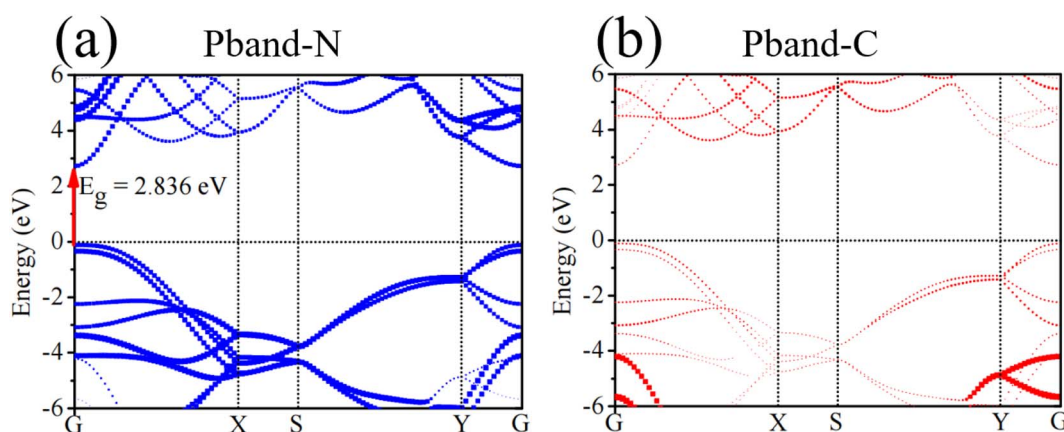 (a) Pband-N
6
4
2
0
-2
-4
-6
Energy (eV)
Eg = 2.836 eV
G X S Y G
(b) Pband-C
6
4
2
0
-2
-4
-6
Energy (eV)
G X S Y G